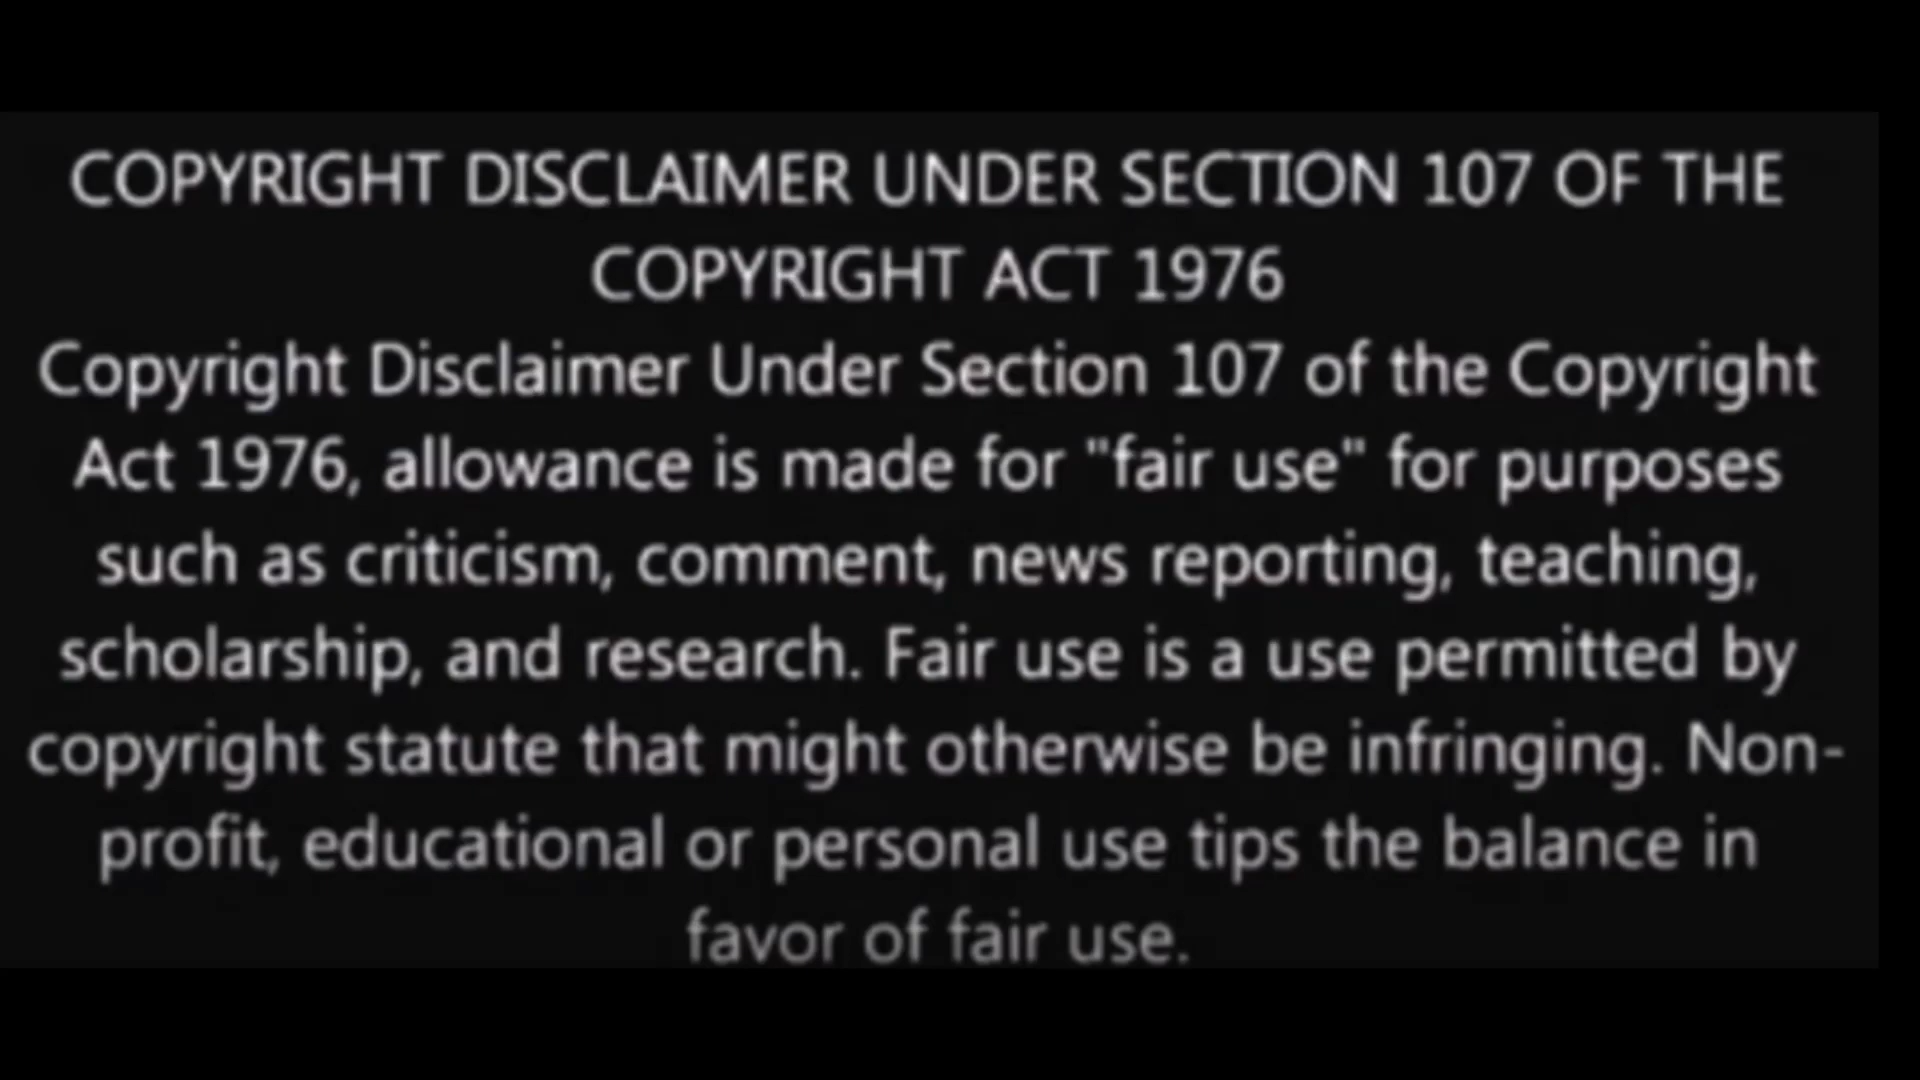 COPYRIGHT DISCLAIMER UNDER SECTION 107 OF THE
COPYRIGHT ACT 1976
Copyright Disclaimer Under Section 107 of the Copyright
Act 1976, allowance is made for "fair use" for purposes
such as criticism, comment, news reporting, teaching,
scholarship, and research. Fair use is a use permitted by
copyright statute that might otherwise be infringing. Non-
profit, educational or personal use tips the balance in
favor of fair use.